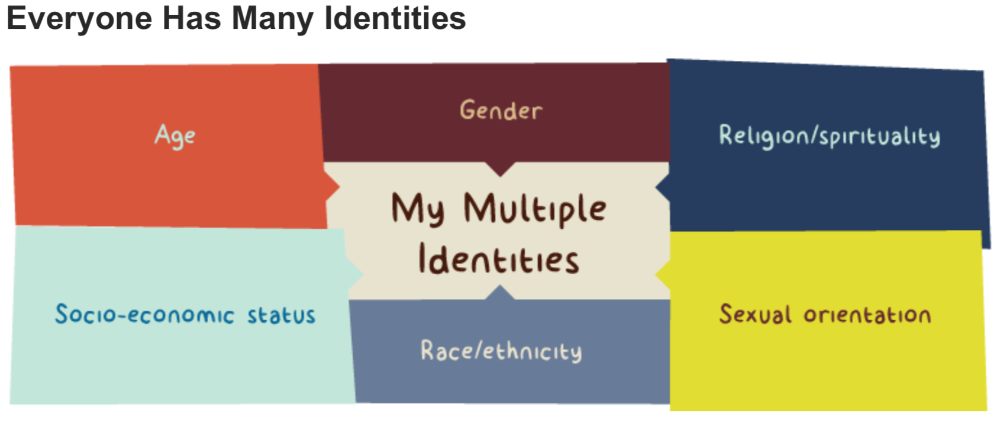 Everyone Has Many Identities
Age
Gender
Religion/spirituality
My Multiple
Identities
Socio-economic status
Race/ethnicity
Sexual orientation